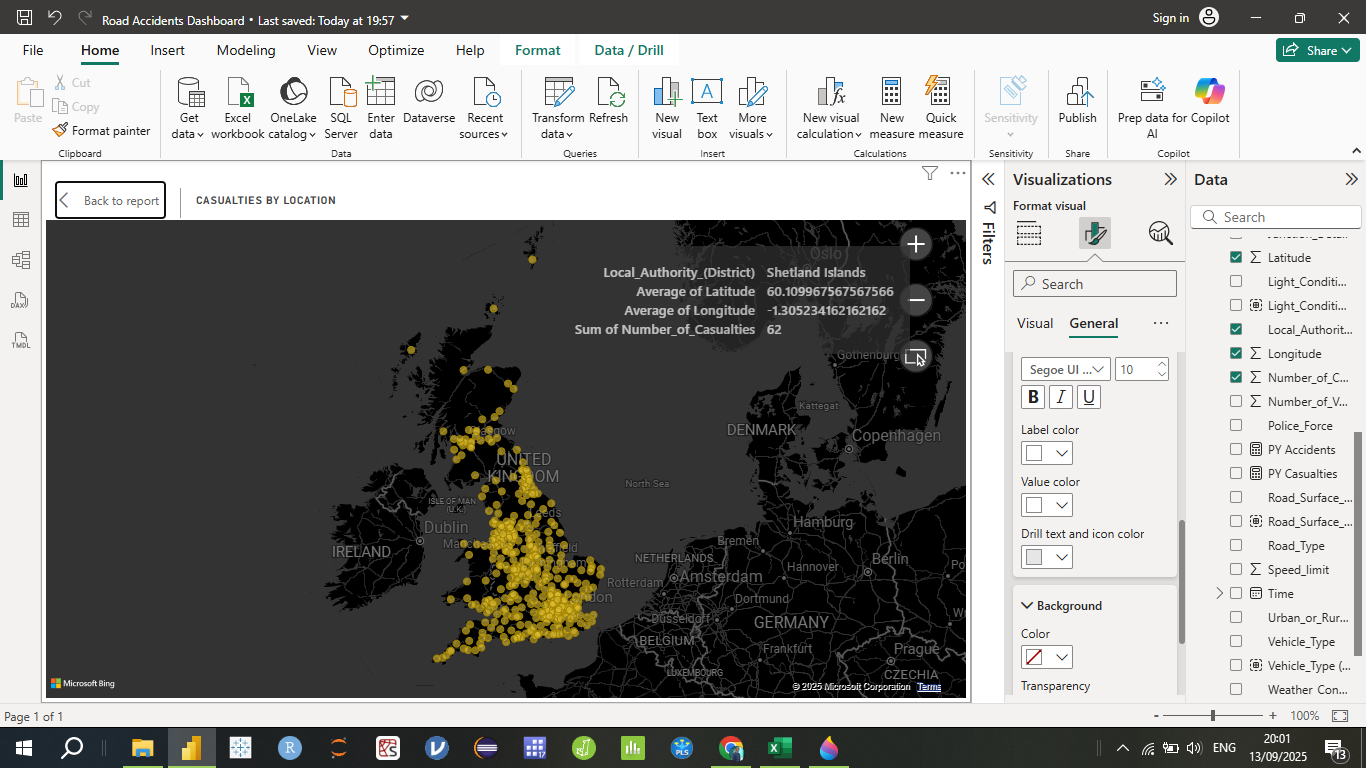 Road Accidents Dashboard • Last saved: Today at 19:57
Sign in
File Home Insert Modeling View Optimize Help Format Data / Drill
Share
Paste
Cut
Copy
Format painter
Clipboard
Get data
Excel workbook
OneLake catalog
SQL Server
Enter data
Dataverse
Recent sources
Data
Transform data
Refresh
Queries
New visual
Text box
More visuals
Insert
New visual calculation
New measure
Quick measure
Calculations
Sensitivity
Sensitivity
Publish
Share
Prep data for AI
Copilot
Copilot
Back to report
CASUALTIES BY LOCATION
Local_Authority_(District) Shetland Islands
Average of Latitude 60.109967567567566
Average of Longitude -1.305234162162162
Sum of Number_of_Casualties 62
Oslo
Gothenburg
Kattegat
DENMARK
Copenhagen
UNITED
KINGDOM
North Sea
ISLE OF MAN
(U.K.)
Dublin
IRELAND
Hamburg
Bremen
NETHERLANDS
Berlin
Hannover
Amsterdam
Rotterdam
Dortmund
Düsseldorf
GERMANY
BELGIUM
Frankfurt
Prague
LUXEMBOURG
CZECHIA
Microsoft Bing
© 2025 Microsoft Corporation Terms
Filters
Visualizations
Format visual
Search
Visual General
Segoe UI ... 10
B I U
Label color
Value color
Drill text and icon color
Background
Color
Transparency
Data
Search
Latitude
Light_Conditi...
Light_Conditi...
Local_Authorit...
Longitude
Number_of_C...
Number_of_V...
Police_Force
PY Accidents
PY Casualties
Road_Surface_...
Road_Surface_...
Road_Type
Speed_limit
Time
Urban_or_Rur...
Vehicle_Type
Vehicle_Type (...
Weather_Con...
Page 1 of 1
100%
ENG
20:01
13/09/2025
13